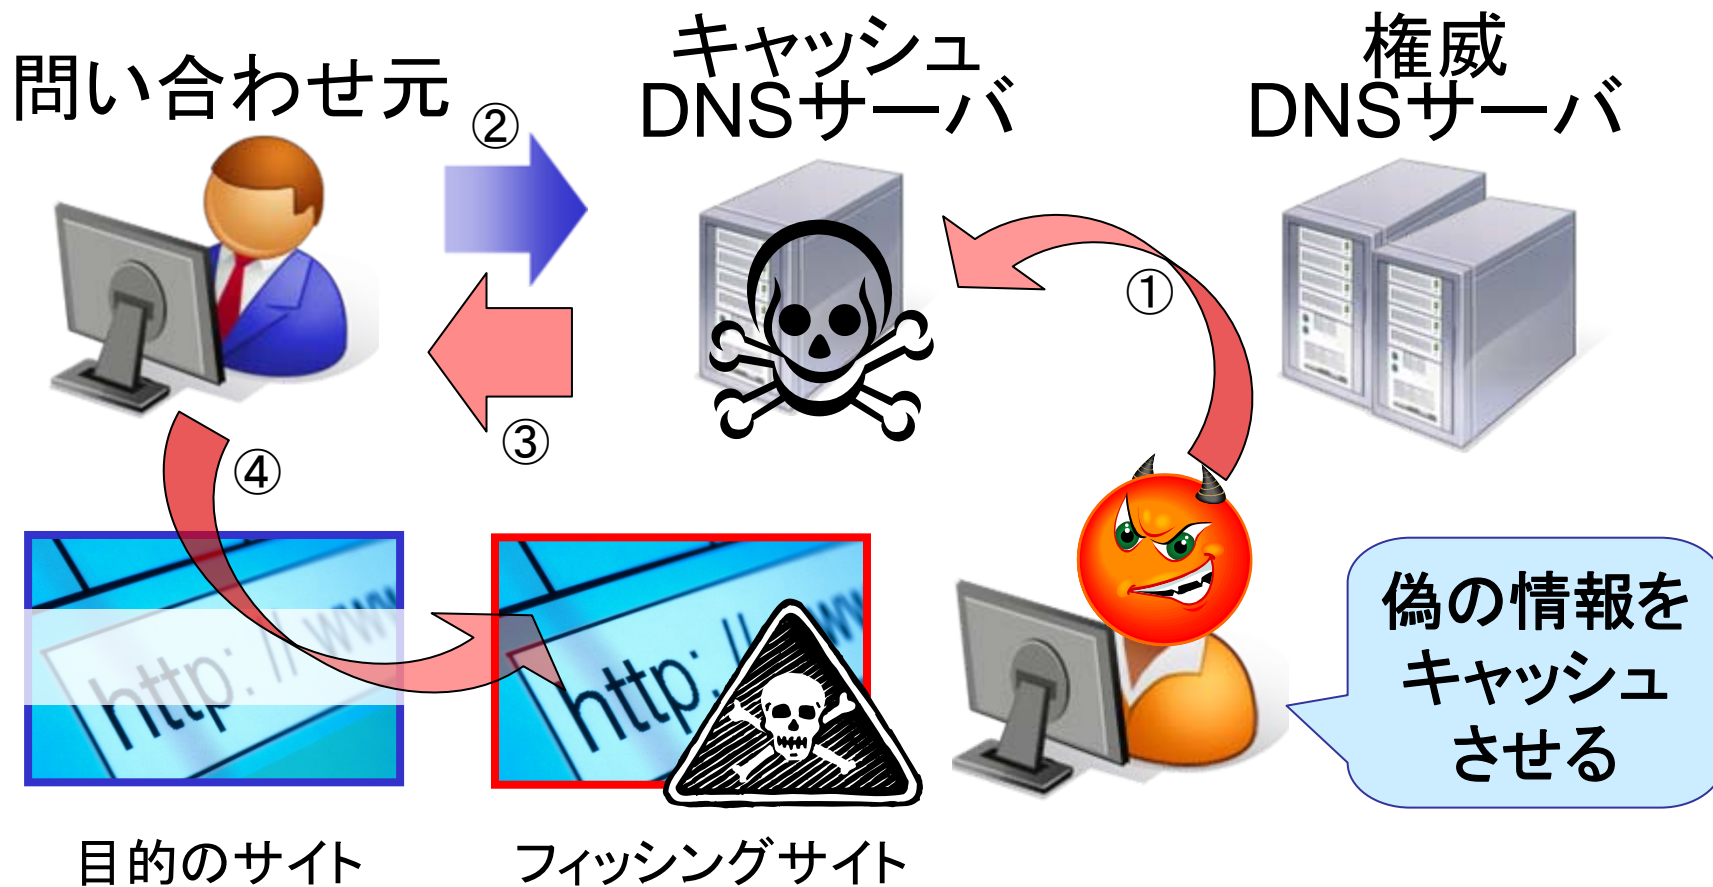 問い合わせ元
キャッシュ
DNSサーバ
権威
DNSサーバ
②
①
③
④
http: // www
http: // www
偽の情報を
キャッシュ
させる
目的のサイト
フィッシングサイト